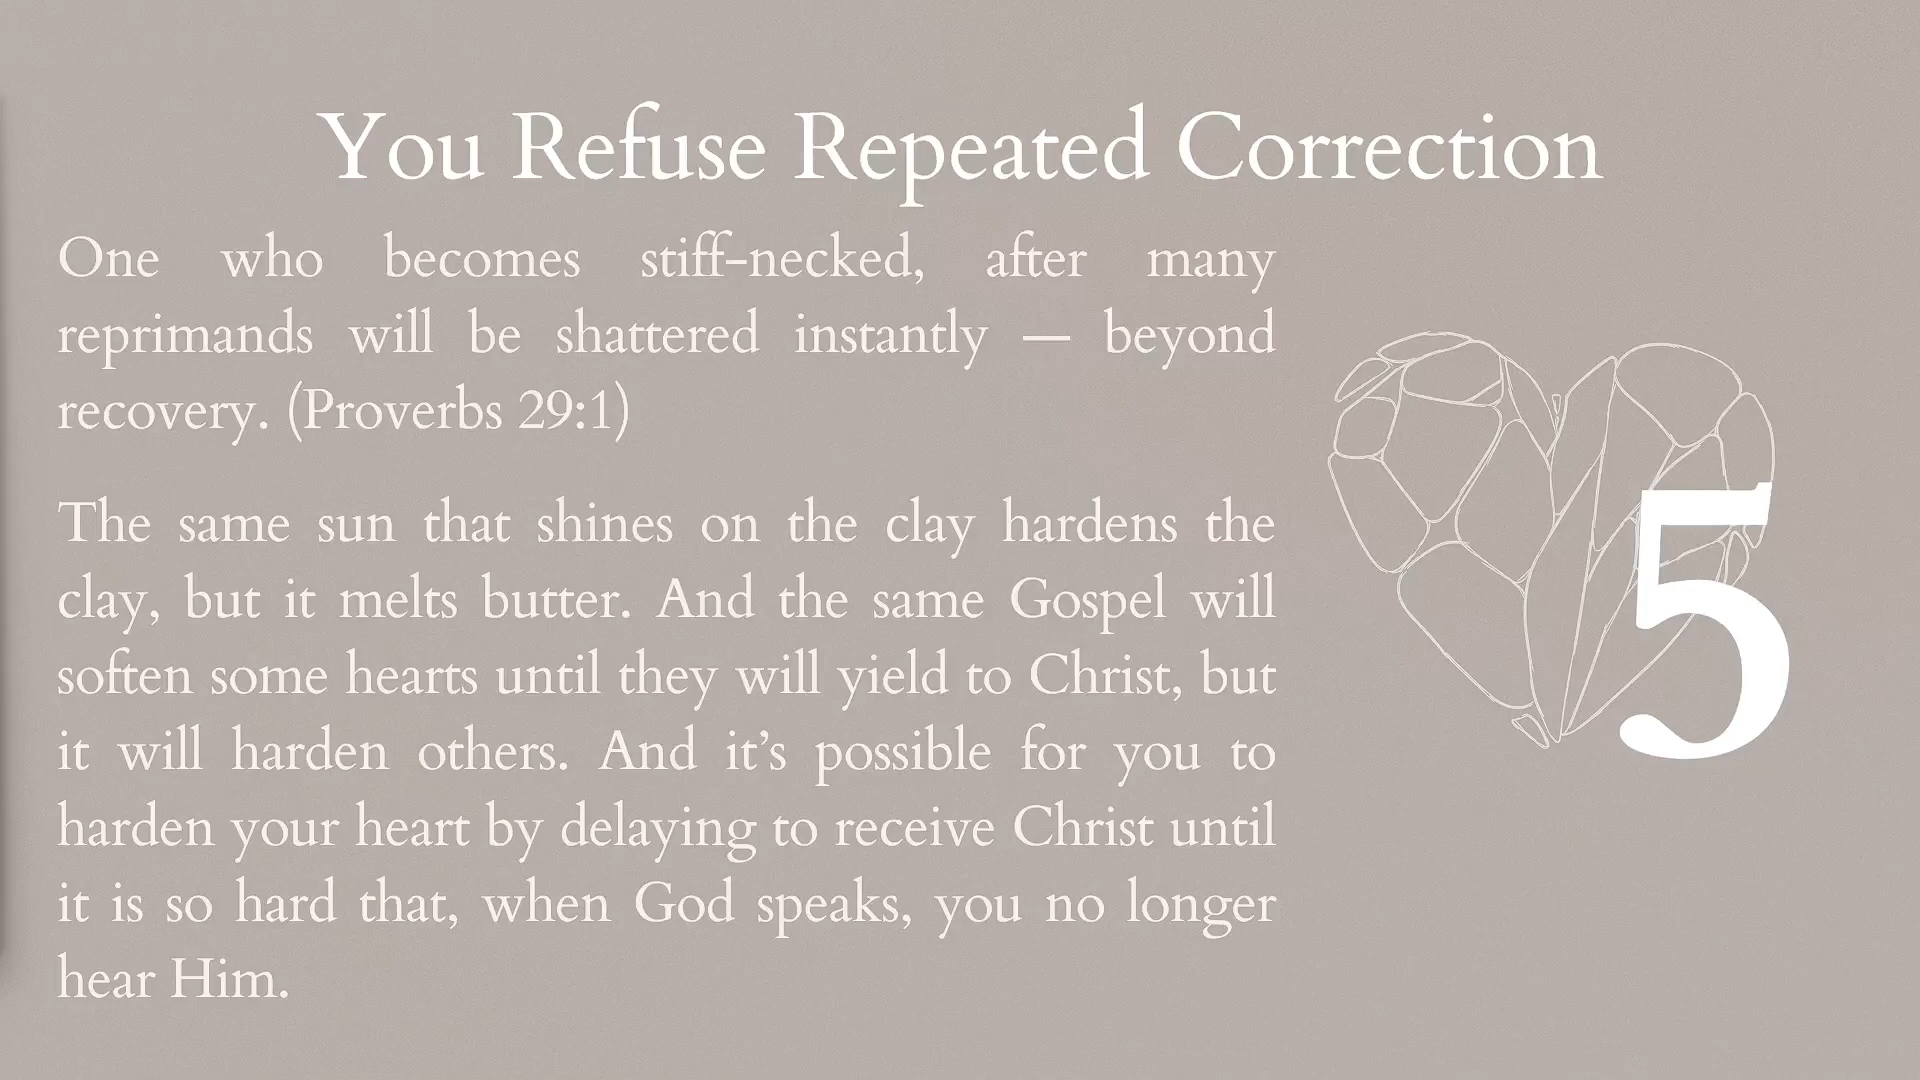 You Refuse Repeated Correction
One who becomes stiff-necked, after many
reprimands will be shattered instantly — beyond
recovery. (Proverbs 29:1)
The same sun that shines on the clay hardens the
clay, but it melts butter. And the same Gospel will
soften some hearts until they will yield to Christ, but
it will harden others. And it’s possible for you to
harden your heart by delaying to receive Christ until
it is so hard that, when God speaks, you no longer
hear Him.
5